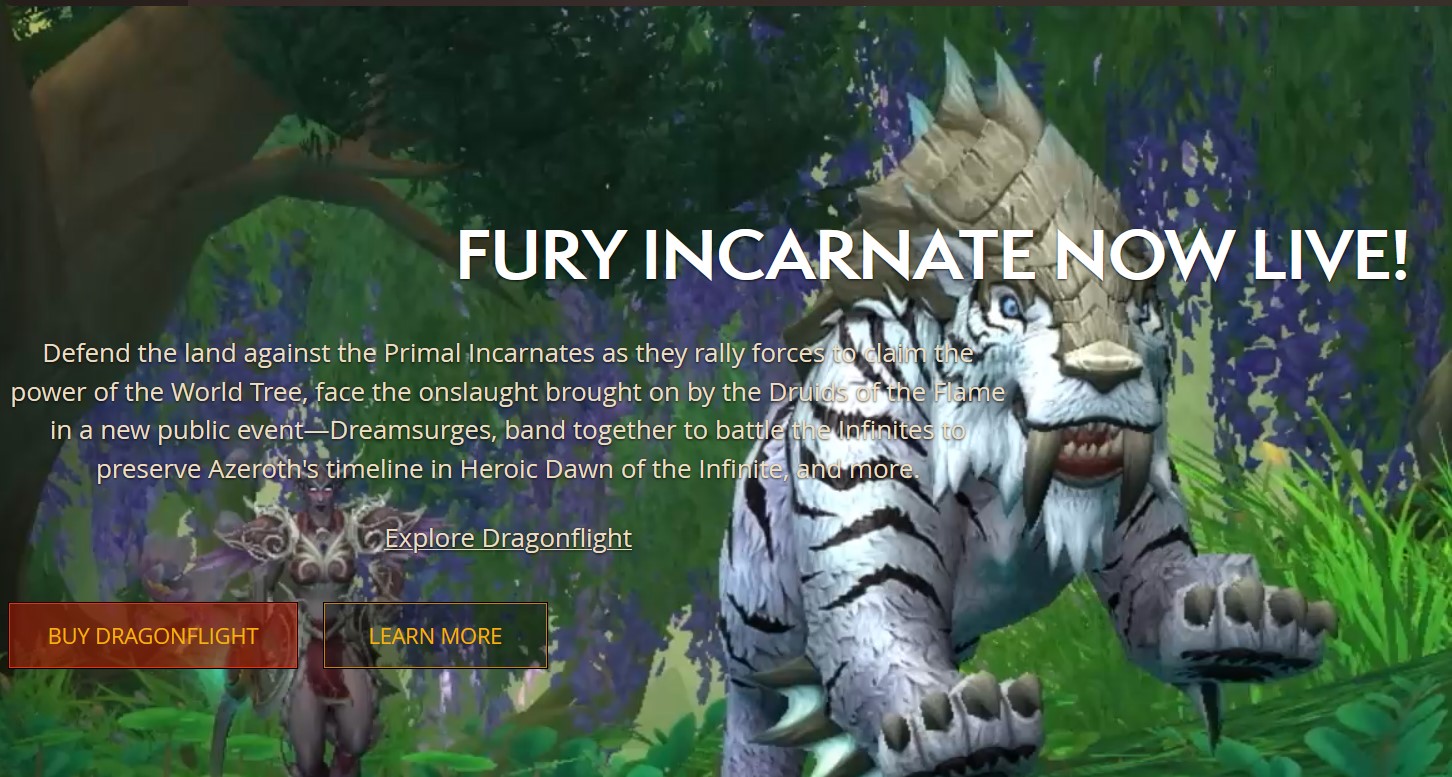 FURY INCARNATE NOW LIVE!
Defend the land against the Primal Incarnates as they rally forces to claim the
power of the World Tree, face the onslaught brought on by the Druids of the Flame
in a new public event—Dreamsurges, band together to battle the Infinites to
preserve Azeroth's timeline in Heroic Dawn of the Infinite, and more.
Explore Dragonflight
BUY DRAGONFLIGHT
LEARN MORE